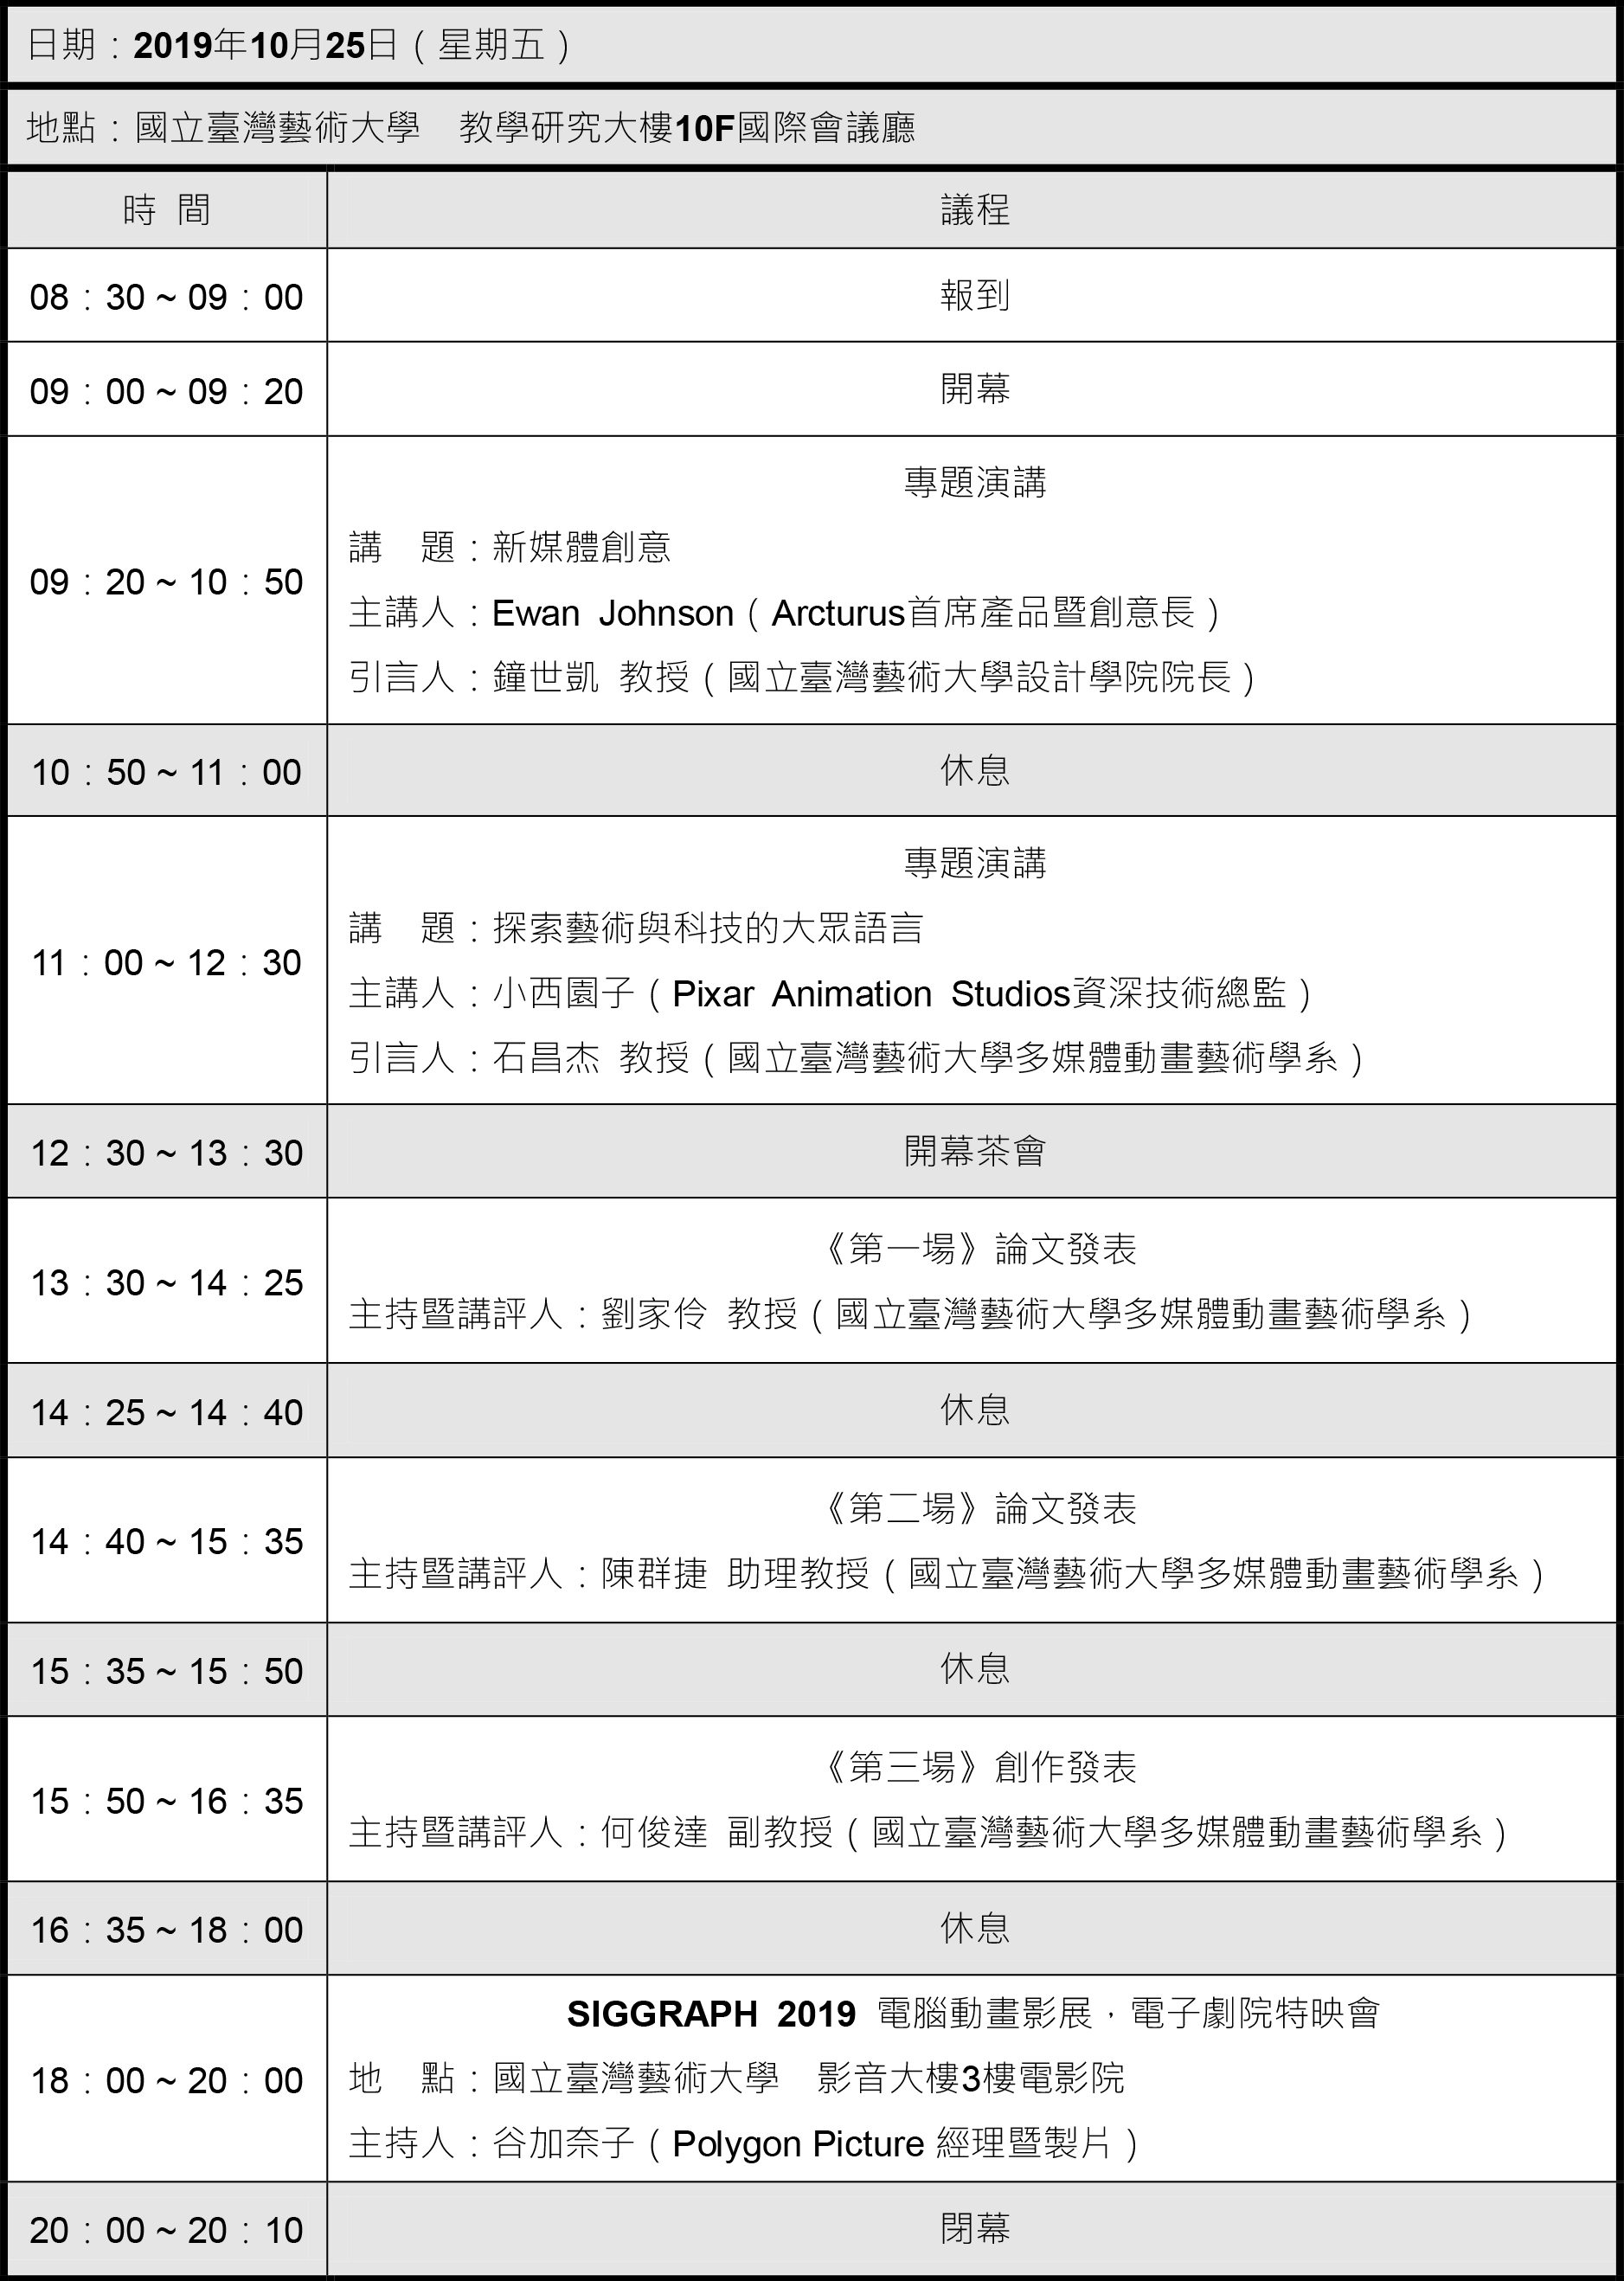 日期：2019年10月25日（星期五）
地點：國立臺灣藝術大學　教學研究大樓10F國際會議廳
時 間　議程
08：30 ~ 09：00　報到
09：00 ~ 09：20　開幕
專題演講
講　題：新媒體創意
09：20 ~ 10：50
主講人：Ewan Johnson（Arcturus首席產品暨創意長）
引言人：鐘世凱 教授（國立臺灣藝術大學設計學院院長）
10：50 ~ 11：00　休息
專題演講
講　題：探索藝術與科技的大眾語言
11：00 ~ 12：30
主講人：小西園子（Pixar Animation Studios資深技術總監）
引言人：石昌杰 教授（國立臺灣藝術大學多媒體動畫藝術學系）
12：30 ~ 13：30　開幕茶會
13：30 ~ 14：25
《第一場》論文發表
主持暨講評人：劉家伶 教授（國立臺灣藝術大學多媒體動畫藝術學系）
14：25 ~ 14：40　休息
14：40 ~ 15：35
《第二場》論文發表
主持暨講評人：陳群捷 助理教授（國立臺灣藝術大學多媒體動畫藝術學系）
15：35 ~ 15：50　休息
15：50 ~ 16：35
《第三場》創作發表
主持暨講評人：何俊達 副教授（國立臺灣藝術大學多媒體動畫藝術學系）
16：35 ~ 18：00　休息
18：00 ~ 20：00
SIGGRAPH 2019 電腦動畫影展，電子劇院特映會
地　點：國立臺灣藝術大學　影音大樓3樓電影院
主持人：谷加奈子（Polygon Picture 經理暨製片）
20：00 ~ 20：10　閉幕